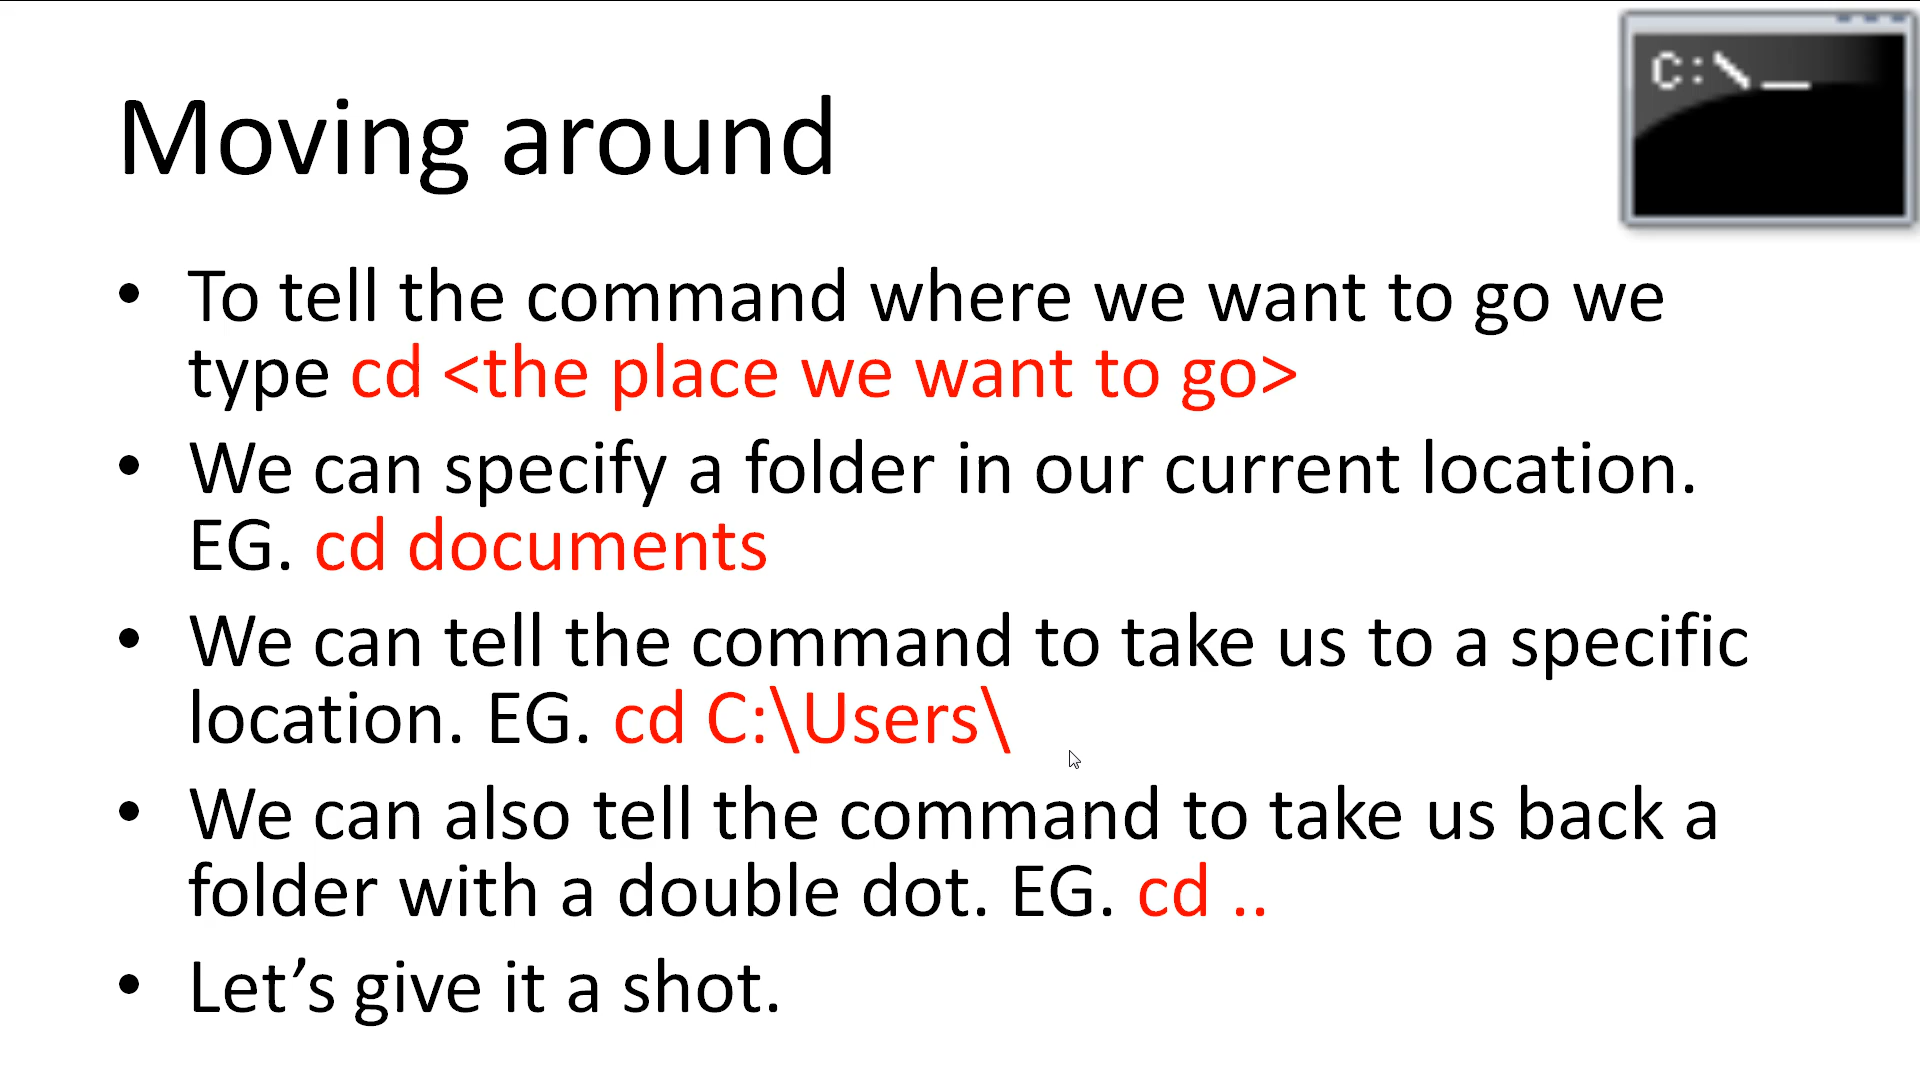 C:\_
Moving around
• To tell the command where we want to go we
type cd <the place we want to go>
• We can specify a folder in our current location.
EG. cd documents
• We can tell the command to take us to a specific
location. EG. cd C:\Users\
• We can also tell the command to take us back a
folder with a double dot. EG. cd ..
• Let’s give it a shot.